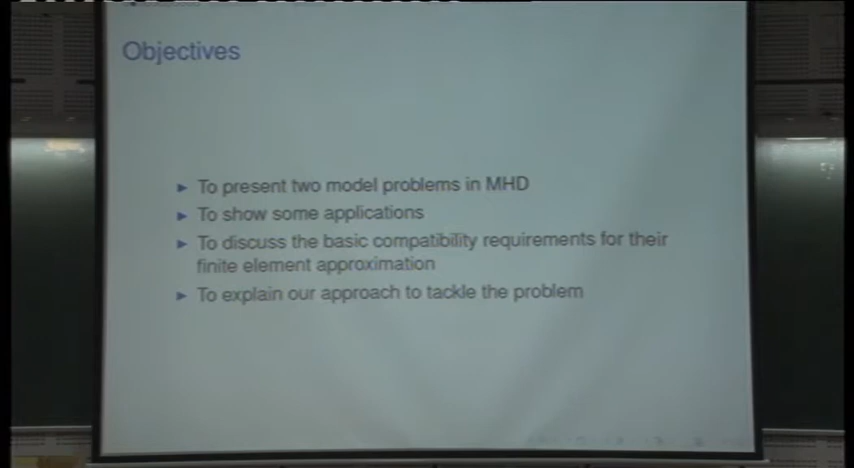 Objectives
To present two model problems in MHD
To show some applications
To discuss the basic compatibility requirements for their
finite element approximation
To explain our approach to tackle the problem